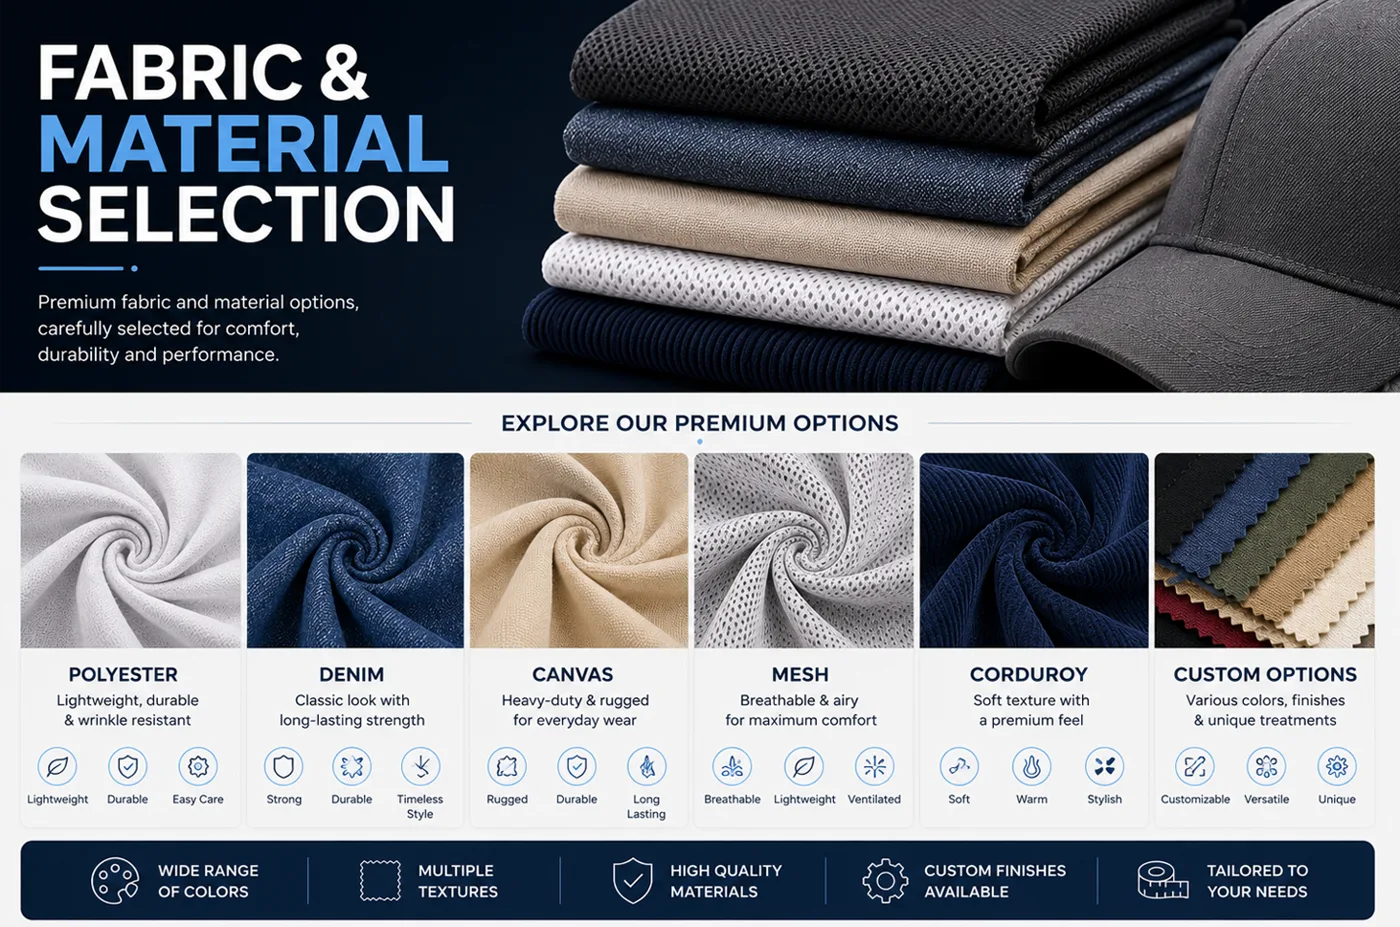 FABRIC &
MATERIAL
SELECTION
Premium fabric and material options,
carefully selected for comfort,
durability and performance.
EXPLORE OUR PREMIUM OPTIONS
POLYESTER
Lightweight, durable
& wrinkle resistant
Lightweight
Durable
Easy Care
DENIM
Classic look with
long-lasting strength
Strong
Durable
Timeless
Style
CANVAS
Heavy-duty & rugged
for everyday wear
Rugged
Durable
Long
Lasting
MESH
Breathable & airy
for maximum comfort
Breathable
Lightweight
Ventilated
CORDUROY
Soft texture with
a premium feel
Soft
Warm
Stylish
CUSTOM OPTIONS
Various colors, finishes
& unique treatments
Customizable
Versatile
Unique
WIDE RANGE
OF COLORS
MULTIPLE
TEXTURES
HIGH QUALITY
MATERIALS
CUSTOM FINISHES
AVAILABLE
TAILORED TO
YOUR NEEDS